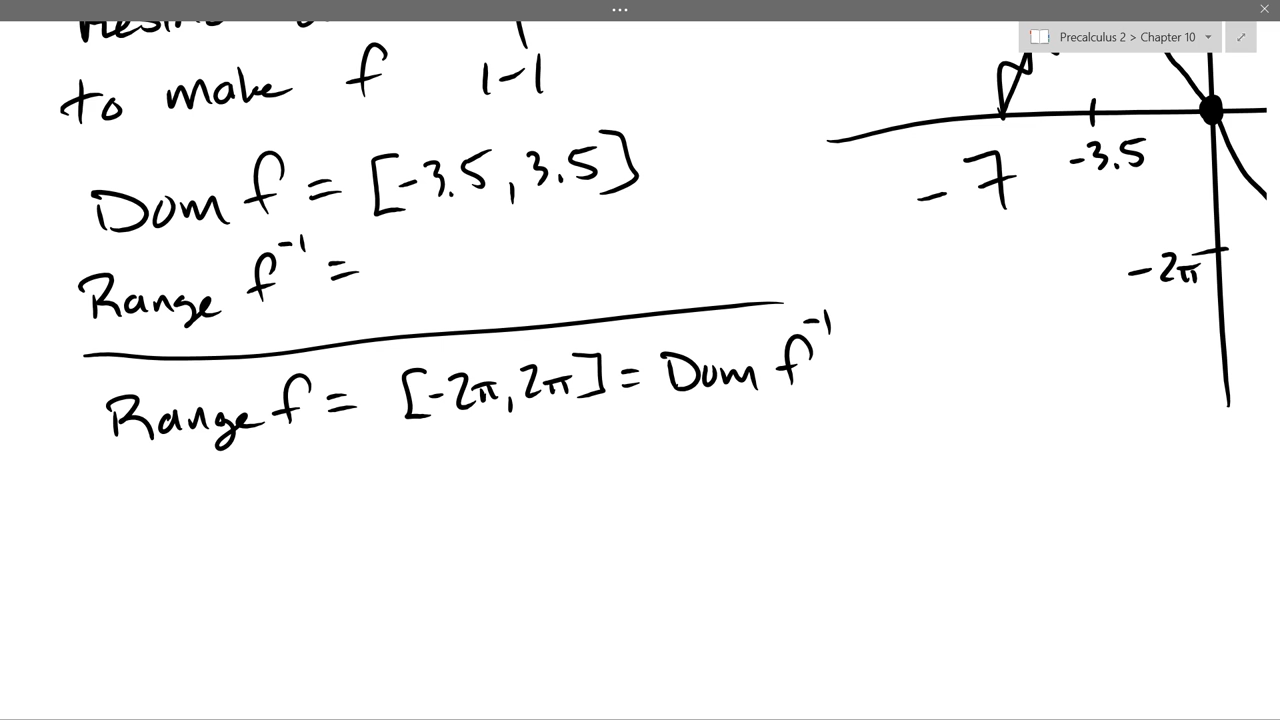 Precalculus 2 > Chapter 10
to make f 1-1
Dom f = [-3.5, 3.5]
Range f⁻¹ =
Range f = [-2π, 2π] = Dom f⁻¹
-7
-3.5
-2π